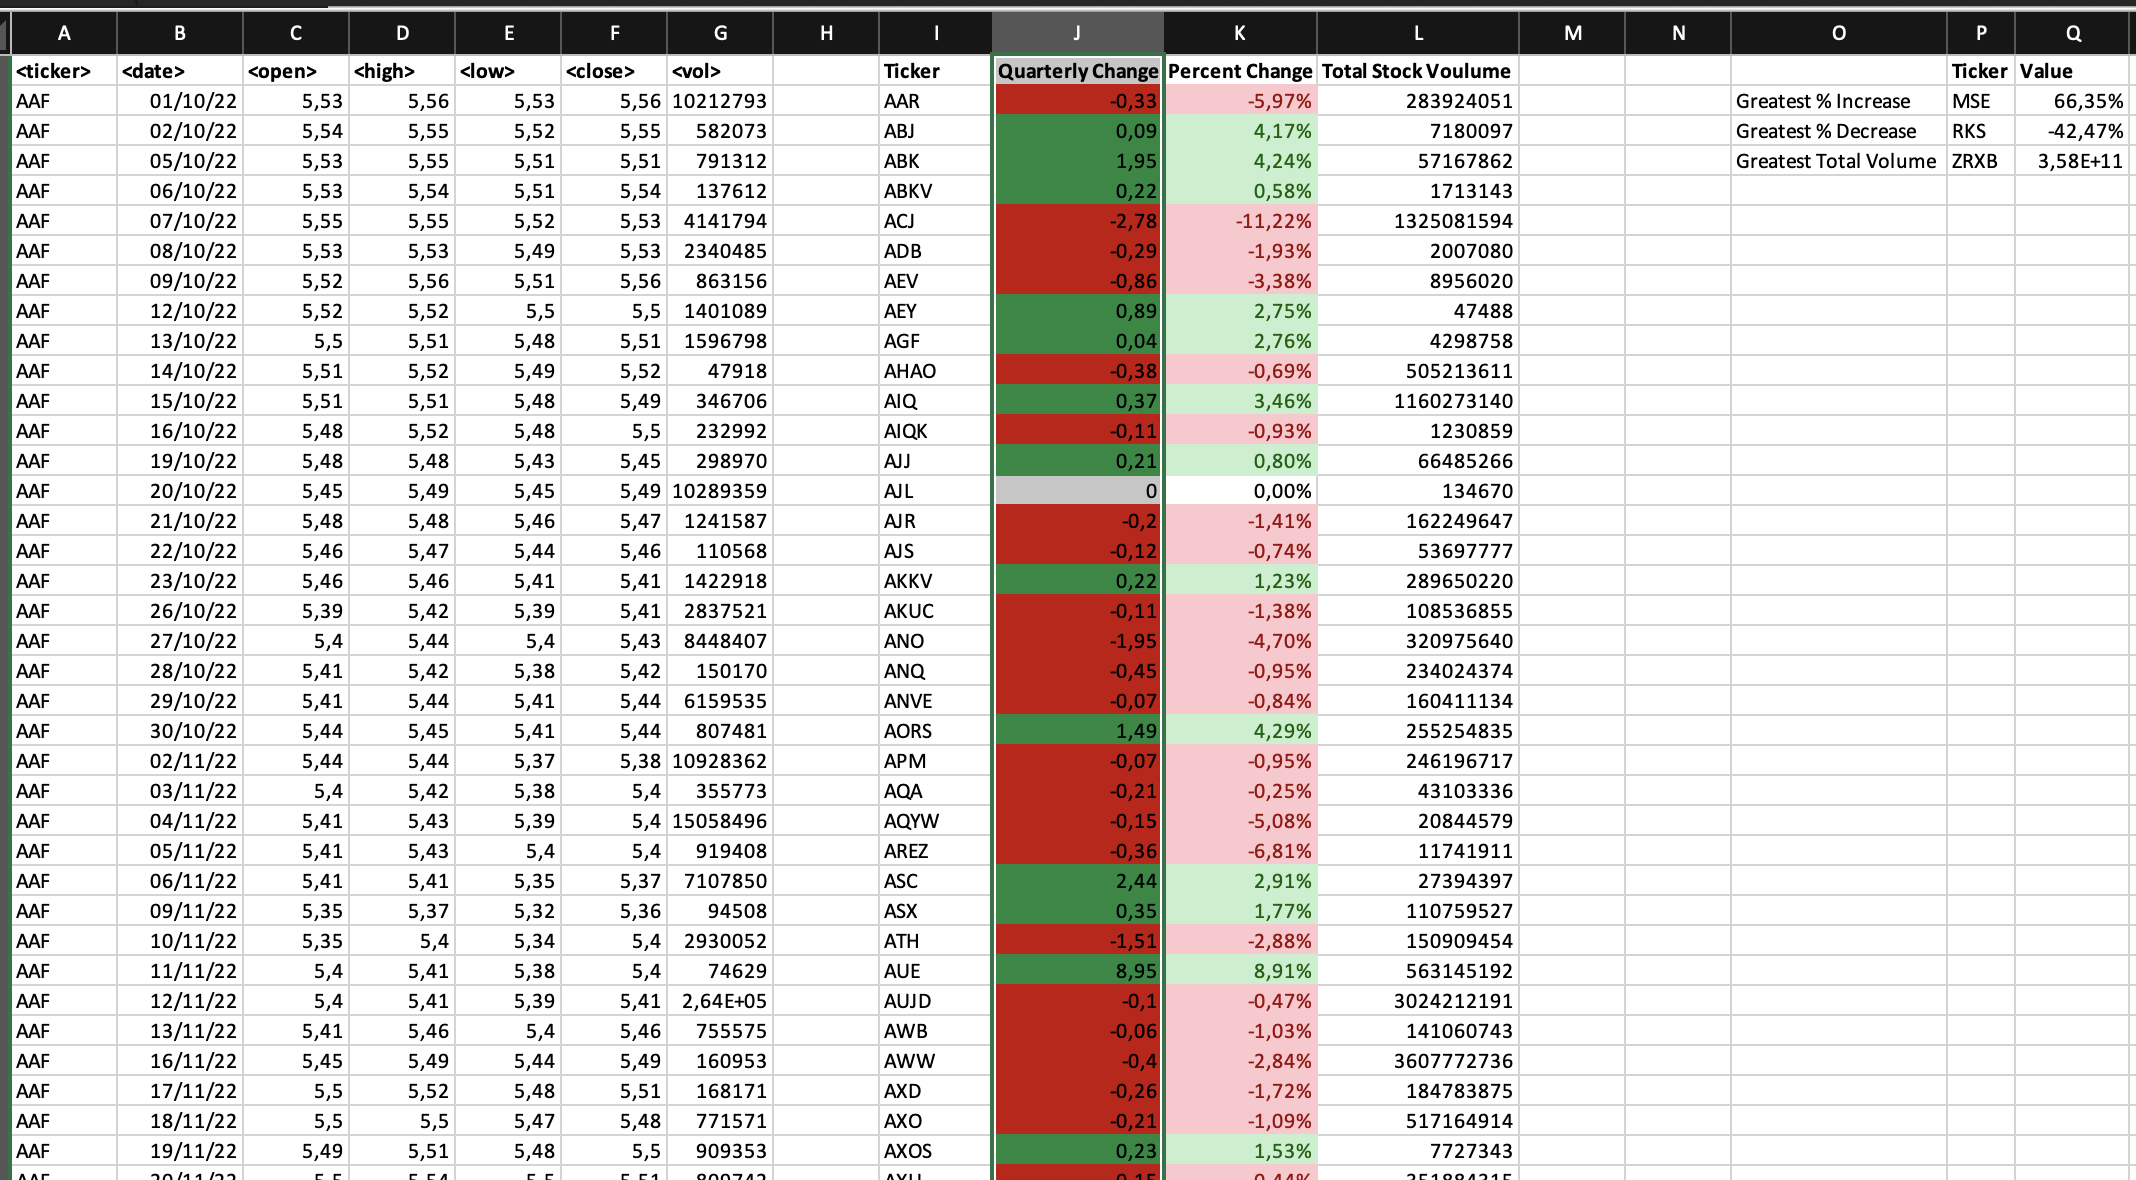 A B C D E F G H I J K L M N O P Q
<ticker> <date> <open> <high> <low> <close> <vol> Ticker Quarterly Change Percent Change Total Stock Voulume Ticker Value
AAF 01/10/22 5,53 5,56 5,53 5,56 10212793 AAR -0,33 -5,97% 283924051 Greatest % Increase MSE 66,35%
AAF 02/10/22 5,54 5,55 5,52 5,55 582073 ABJ 0,09 4,17% 7180097 Greatest % Decrease RKS -42,47%
AAF 05/10/22 5,53 5,55 5,51 5,51 791312 ABK 1,95 4,24% 57167862 Greatest Total Volume ZRXB 3,58E+11
AAF 06/10/22 5,53 5,54 5,51 5,54 137612 ABKV 0,22 0,58% 1713143
AAF 07/10/22 5,55 5,55 5,52 5,53 4141794 ACJ -2,78 -11,22% 1325081594
AAF 08/10/22 5,53 5,53 5,49 5,53 2340485 ADB -0,29 -1,93% 2007080
AAF 09/10/22 5,52 5,56 5,51 5,56 863156 AEV -0,86 -3,38% 8956020
AAF 12/10/22 5,52 5,52 5,5 5,5 1401089 AEY 0,89 2,75% 47488
AAF 13/10/22 5,5 5,51 5,48 5,51 1596798 AGF 0,04 2,76% 4298758
AAF 14/10/22 5,51 5,52 5,49 5,52 47918 AHAO -0,38 -0,69% 505213611
AAF 15/10/22 5,51 5,51 5,48 5,49 346706 AIQ 0,37 3,46% 1160273140
AAF 16/10/22 5,48 5,52 5,48 5,5 232992 AIQK -0,11 -0,93% 1230859
AAF 19/10/22 5,48 5,48 5,43 5,45 298970 AJJ 0,21 0,80% 66485266
AAF 20/10/22 5,45 5,49 5,45 5,49 10289359 AJL 0 0,00% 134670
AAF 21/10/22 5,48 5,48 5,46 5,47 1241587 AJR -0,2 -1,41% 162249647
AAF 22/10/22 5,46 5,47 5,44 5,46 110568 AJS -0,12 -0,74% 53697777
AAF 23/10/22 5,46 5,46 5,41 5,41 1422918 AKKV 0,22 1,23% 289650220
AAF 26/10/22 5,39 5,42 5,39 5,41 2837521 AKUC -0,11 -1,38% 108536855
AAF 27/10/22 5,4 5,44 5,4 5,43 8448407 ANO -1,95 -4,70% 320975640
AAF 28/10/22 5,41 5,42 5,38 5,42 150170 ANQ -0,45 -0,95% 234024374
AAF 29/10/22 5,41 5,44 5,41 5,44 6159535 ANVE -0,07 -0,84% 160411134
AAF 30/10/22 5,44 5,45 5,41 5,44 807481 AORS 1,49 4,29% 255254835
AAF 02/11/22 5,44 5,44 5,37 5,38 10928362 APM -0,07 -0,95% 246196717
AAF 03/11/22 5,4 5,42 5,38 5,4 355773 AQA -0,21 -0,25% 43103336
AAF 04/11/22 5,41 5,43 5,39 5,4 15058496 AQYW -0,15 -5,08% 20844579
AAF 05/11/22 5,41 5,43 5,4 5,4 919408 AREZ -0,36 -6,81% 11741911
AAF 06/11/22 5,41 5,41 5,35 5,37 7107850 ASC 2,44 2,91% 27394397
AAF 09/11/22 5,35 5,37 5,32 5,36 94508 ASX 0,35 1,77% 110759527
AAF 10/11/22 5,35 5,4 5,34 5,4 2930052 ATH -1,51 -2,88% 150909454
AAF 11/11/22 5,4 5,41 5,38 5,4 74629 AUE 8,95 8,91% 563145192
AAF 12/11/22 5,4 5,41 5,39 5,41 2,64E+05 AUJD -0,1 -0,47% 3024212191
AAF 13/11/22 5,41 5,46 5,4 5,46 755575 AWB -0,06 -1,03% 141060743
AAF 16/11/22 5,45 5,49 5,44 5,49 160953 AWW -0,4 -2,84% 3607772736
AAF 17/11/22 5,5 5,52 5,48 5,51 168171 AXD -0,26 -1,72% 184783875
AAF 18/11/22 5,5 5,5 5,47 5,48 771571 AXO -0,21 -1,09% 517164914
AAF 19/11/22 5,49 5,51 5,48 5,5 909353 AXOS 0,23 1,53% 7727343